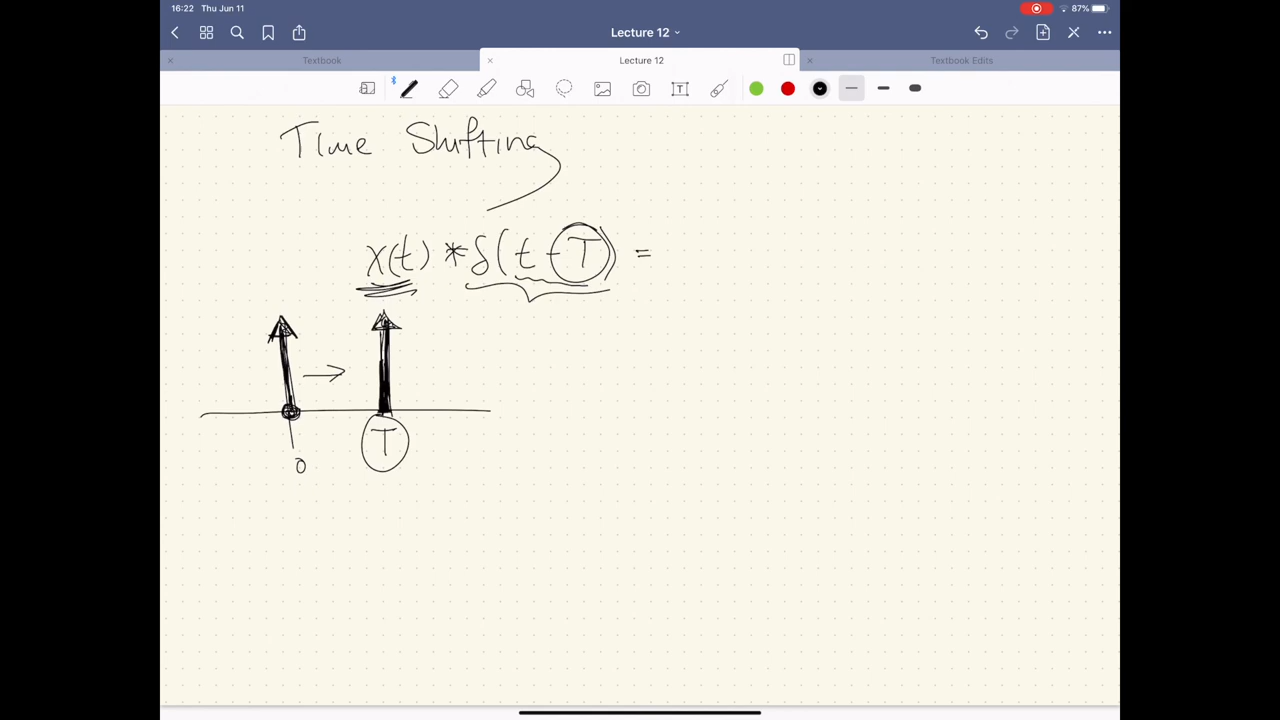 16:22 Thu Jun 11
87%
Lecture 12
Textbook
Lecture 12
Textbook Edits
T
Time Shifting
x(t) * δ(t - T) =
T
0